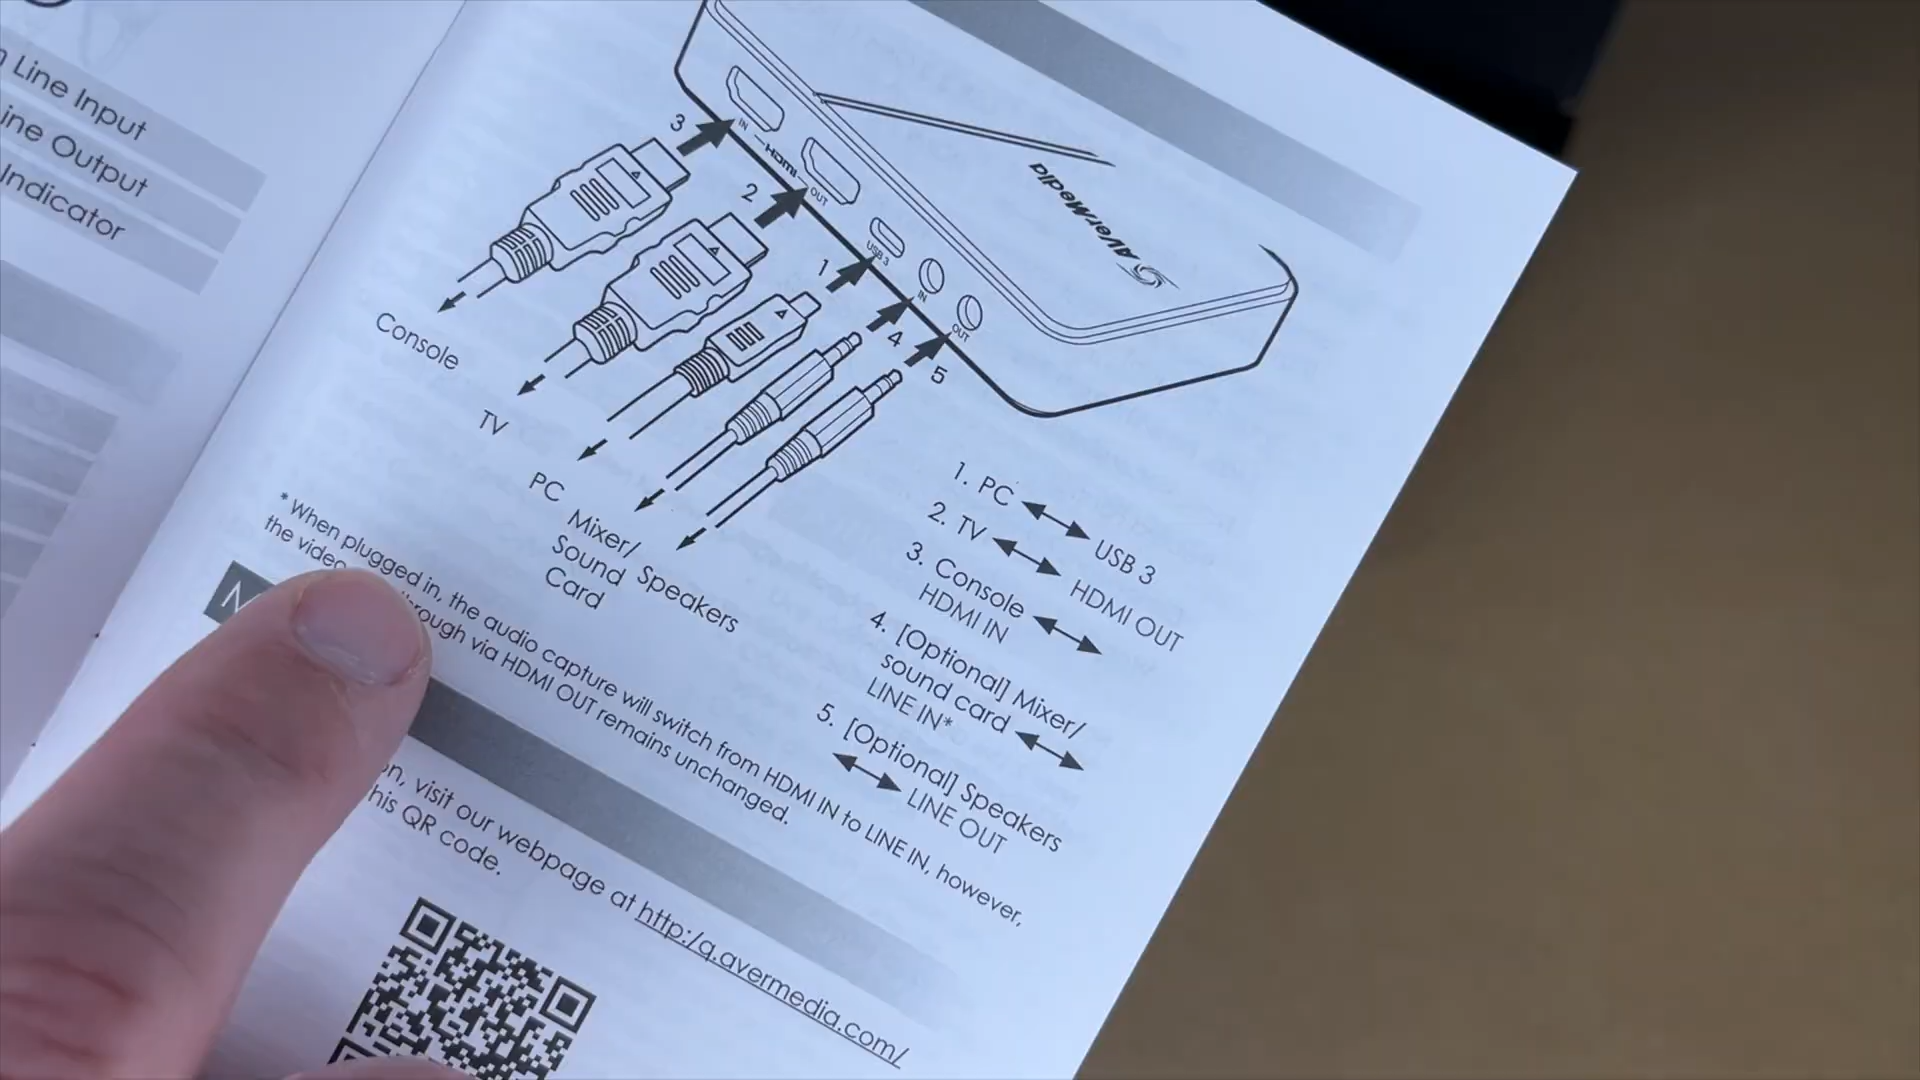 Line Input
ine Output
Indicator
3
2
1
4
5
IN
HDMI
OUT
USB 3
IN
OUT
AVerMedia
Console
TV
PC
Mixer/
Sound
Card
Speakers
1. PC USB 3
2. TV HDMI OUT
3. Console
HDMI IN
4. [Optional] Mixer/
sound card
LINE IN*
5. [Optional] Speakers
LINE OUT
* When plugged in, the audio capture will switch from HDMI IN to LINE IN, however,
the video via HDMI OUT remains unchanged.
visit our webpage at http:/q.avermedia.com/
QR code.